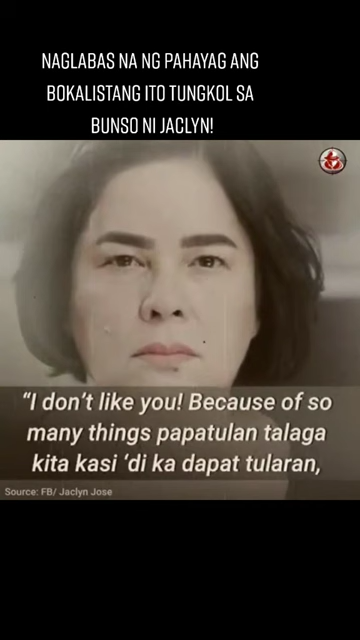 NAGLABAS NA NG PAHAYAG ANG
BOKALISTANG ITO TUNGKOL SA
BUNSO NI JACLYN!
“I don’t like you! Because of so
many things papatulan talaga
kita kasi ‘di ka dapat tularan,
Source: FB/ Jaclyn Jose